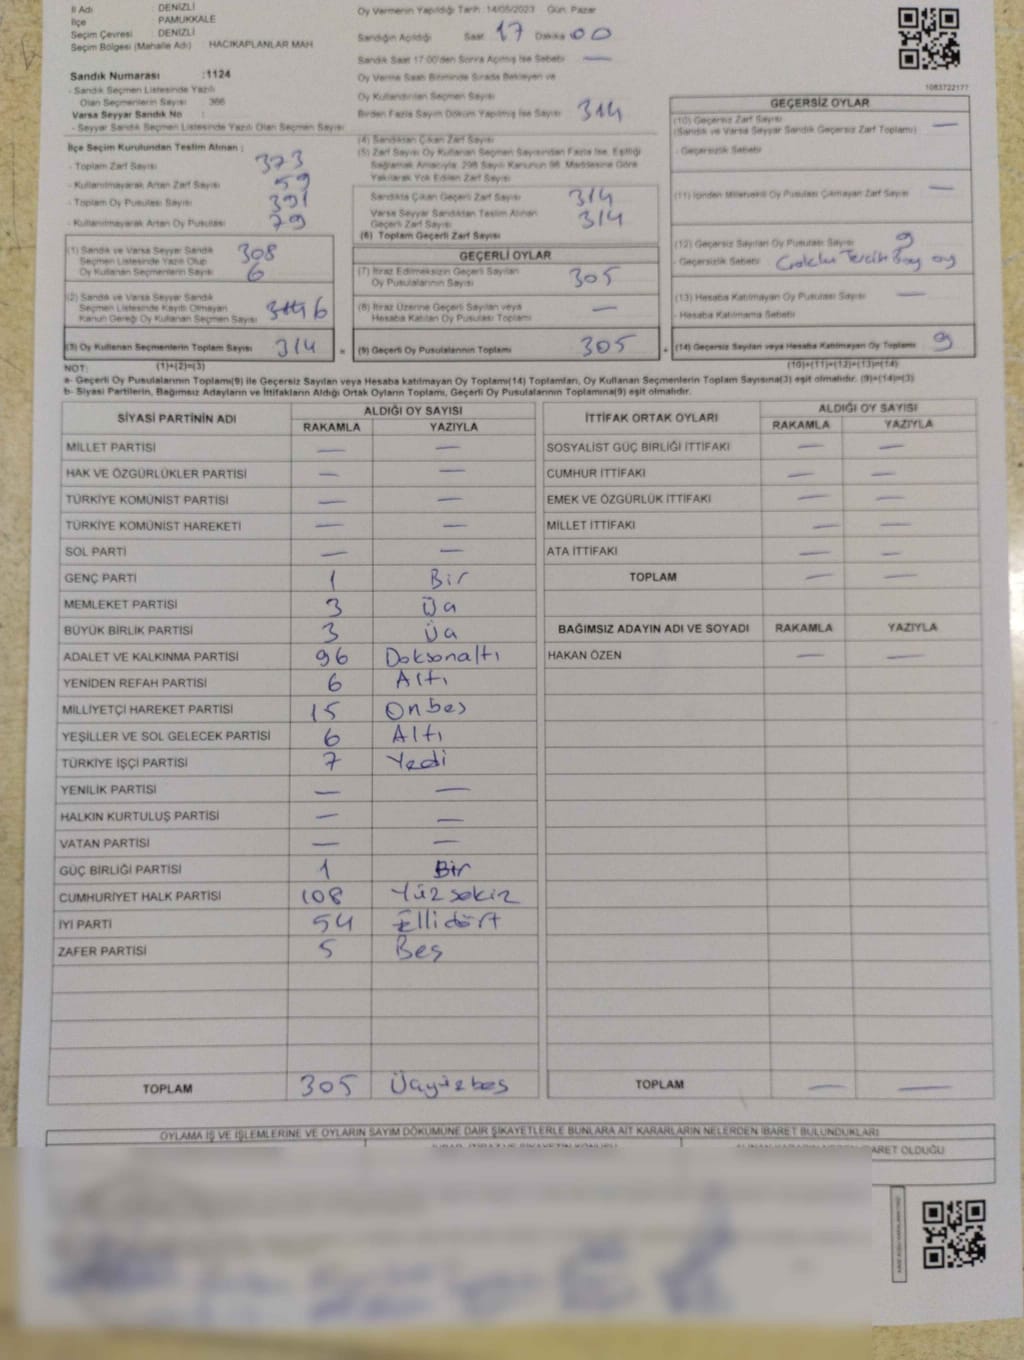 İl Adı : DENİZLİ
İlçe : PAMUKKALE
Seçim Çevresi : DENİZLİ
Seçim Bölgesi (Mahalle Adı) : HACIKAPLANLAR MAH
Sandık Numarası :1124
- Sandık Seçmen Listesinde Yazılı
Olan Seçmenlerin Sayısı : 366
Varsa Seyyar Sandık No :
- Seyyar Sandık Seçmen Listesinde Yazılı Olan Seçmen Sayısı :
İlçe Seçim Kurulundan Teslim Alınan ;
- Toplam Zarf Sayısı : 373
- Kullanılmayarak Artan Zarf Sayısı : 59
- Toplam Oy Pusulası Sayısı : 391
- Kullanılmayarak Artan Oy Pusulası : 79
(1) Sandık ve Varsa Seyyar Sandık
Seçmen Listesinde Yazılı Olup
Oy Kullanan Seçmenlerin Sayısı 308 6
(2) Sandık ve Varsa Seyyar Sandık
Seçmen Listesinde Kayıtlı Olmayan
Kanun Gereği Oy Kullanan Seçmen Sayısı 6
(3) Oy Kullanan Seçmenlerin Toplam Sayısı 314
(1)+(2)=(3)
Oy Vermenin Yapıldığı Tarih : 14/05/2023 Gün: Pazar
Sandığın Açıldığı Saat 17 Dakika 00
Sandık Saat 17:00'den Sonra Açılmış İse Sebebi —
Oy Verme Saati Bitiminde Sırada Bekleyen ve
Oy Kullandırılan Seçmen Sayısı
Birden Fazla Sayım Döküm Yapılmış İse Sayısı 314
(4) Sandıktan Çıkan Zarf Sayısı
(5) Zarf Sayısı Oy Kullanan Seçmen Sayısından Fazla İse, Eşitliği
Sağlamak Amacıyla, 298 Sayılı Kanunun 98. Maddesine Göre
Yakılarak Yok Edilen Zarf Sayısı
Sandıkta Çıkan Geçerli Zarf Sayısı 314
Varsa Seyyar Sandıktan Teslim Alınan
Geçerli Zarf Sayısı 314
(6) Toplam Geçerli Zarf Sayısı
GEÇERLİ OYLAR
(7) İtiraz Edilmeksizin Geçerli Sayılan
Oy Pusulalarının Sayısı 305
(8) İtiraz Üzerine Geçerli Sayılan veya
Hesaba Katılan Oy Pusulası Toplamı —
= (9) Geçerli Oy Pusulalarının Toplamı 305
1083722177
GEÇERSİZ OYLAR
(10) Geçersiz Zarf Sayısı —
(Sandık ve Varsa Seyyar Sandık Geçersiz Zarf Toplamı)
- Geçersizlik Sebebi
(11) İçinden Milletvekili Oy Pusulası Çıkmayan Zarf Sayısı —
(12) Geçersiz Sayılan Oy Pusulası Sayısı 9
- Geçersizlik Sebebi Çoklu Tercih Boş oy
(13) Hesaba Katılmayan Oy Pusulası Sayısı —
- Hesaba Katılmama Sebebi
+ (14) Geçersiz Sayılan veya Hesaba Katılmayan Oy Toplamı 9
(10)+(11)+(12)+(13)=(14)
NOT:
a- Geçerli Oy Pusulalarının Toplamı(9) ile Geçersiz Sayılan veya Hesaba katılmayan Oy Toplamı(14) Toplamları, Oy Kullanan Seçmenlerin Toplam Sayısına(3) eşit olmalıdır. (9)+(14)=(3)
b- Siyasi Partilerin, Bağımsız Adayların ve İttifakların Aldığı Ortak Oyların Toplamı, Geçerli Oy Pusulalarının Toplamına(9) eşit olmalıdır.
SİYASİ PARTİNİN ADI ALDIĞI OY SAYISI
RAKAMLA YAZIYLA
MİLLET PARTİSİ — —
HAK VE ÖZGÜRLÜKLER PARTİSİ — —
TÜRKİYE KOMÜNİST PARTİSİ — —
TÜRKİYE KOMÜNİST HAREKETİ — —
SOL PARTİ — —
GENÇ PARTİ 1 Bir
MEMLEKET PARTİSİ 3 Üç
BÜYÜK BİRLİK PARTİSİ 3 Üç
ADALET VE KALKINMA PARTİSİ 96 Doksanaltı
YENİDEN REFAH PARTİSİ 6 Altı
MİLLİYETÇİ HAREKET PARTİSİ 15 Onbeş
YEŞİLLER VE SOL GELECEK PARTİSİ 6 Altı
TÜRKİYE İŞÇİ PARTİSİ 7 Yedi
YENİLİK PARTİSİ — —
HALKIN KURTULUŞ PARTİSİ — —
VATAN PARTİSİ — —
GÜÇ BİRLİĞİ PARTİSİ 1 Bir
CUMHURİYET HALK PARTİSİ 108 Yüzsekiz
İYİ PARTİ 54 Ellidört
ZAFER PARTİSİ 5 Beş
TOPLAM 305 Üçyüzbeş
İTTİFAK ORTAK OYLARI ALDIĞI OY SAYISI
RAKAMLA YAZIYLA
SOSYALİST GÜÇ BİRLİĞİ İTTİFAKI — —
CUMHUR İTTİFAKI — —
EMEK VE ÖZGÜRLÜK İTTİFAKI — —
MİLLET İTTİFAKI — —
ATA İTTİFAKI — —
TOPLAM — —
BAĞIMSIZ ADAYIN ADI VE SOYADI RAKAMLA YAZIYLA
HAKAN ÖZEN — —
TOPLAM — —
OYLAMA İŞ VE İŞLEMLERİNE VE OYLARIN SAYIM DÖKÜMÜNE DAİR ŞİKAYETLERLE BUNLARA AİT KARARLARIN NELERDEN İBARET BULUNDUKLARI
İBARET OLDUĞU